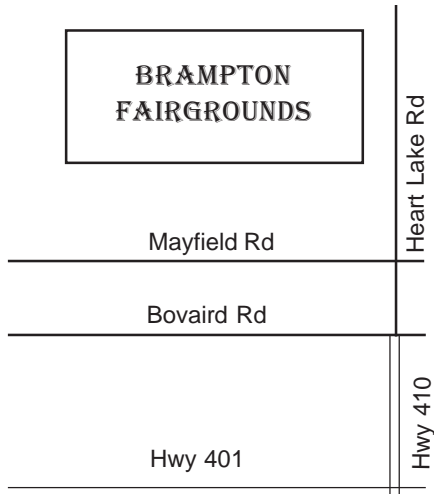 BRAMPTON
FAIRGROUNDS
Heart Lake Rd
Mayfield Rd
Bovaird Rd
Hwy 410
Hwy 401